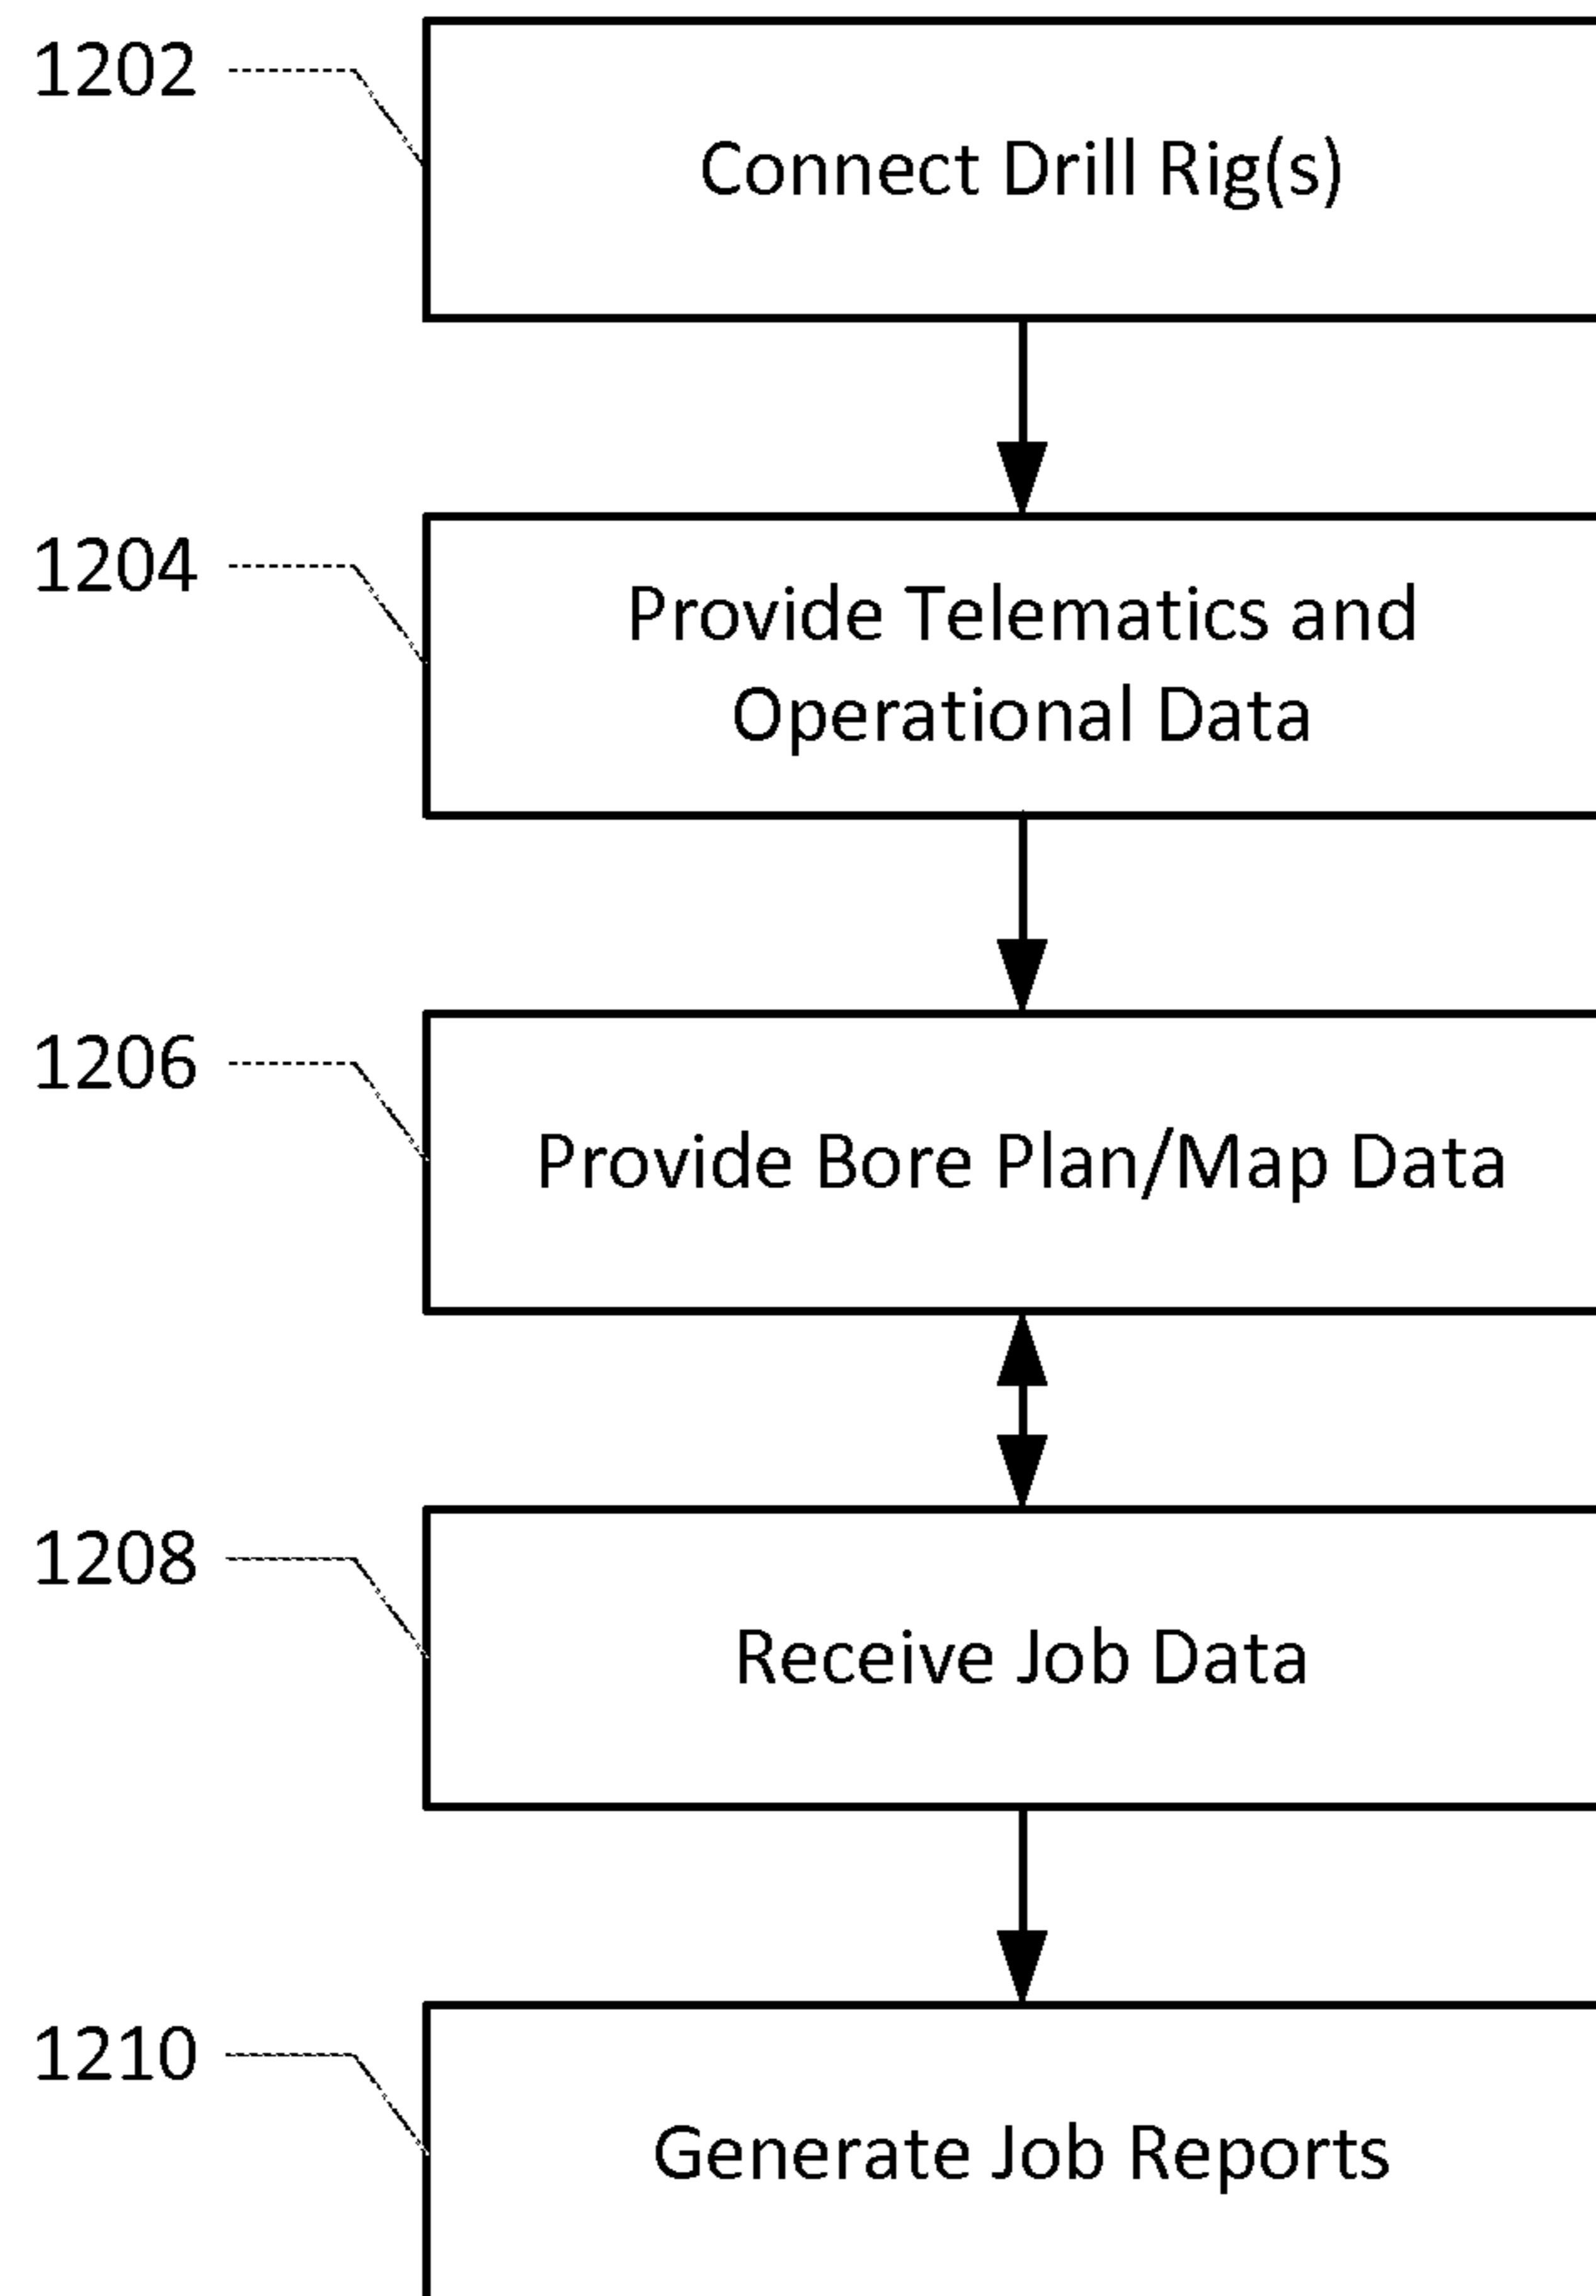 1202
Connect Drill Rig(s)
1204
Provide Telematics and
Operational Data
1206
Provide Bore Plan/Map Data
1208
Receive Job Data
1210
Generate Job Reports